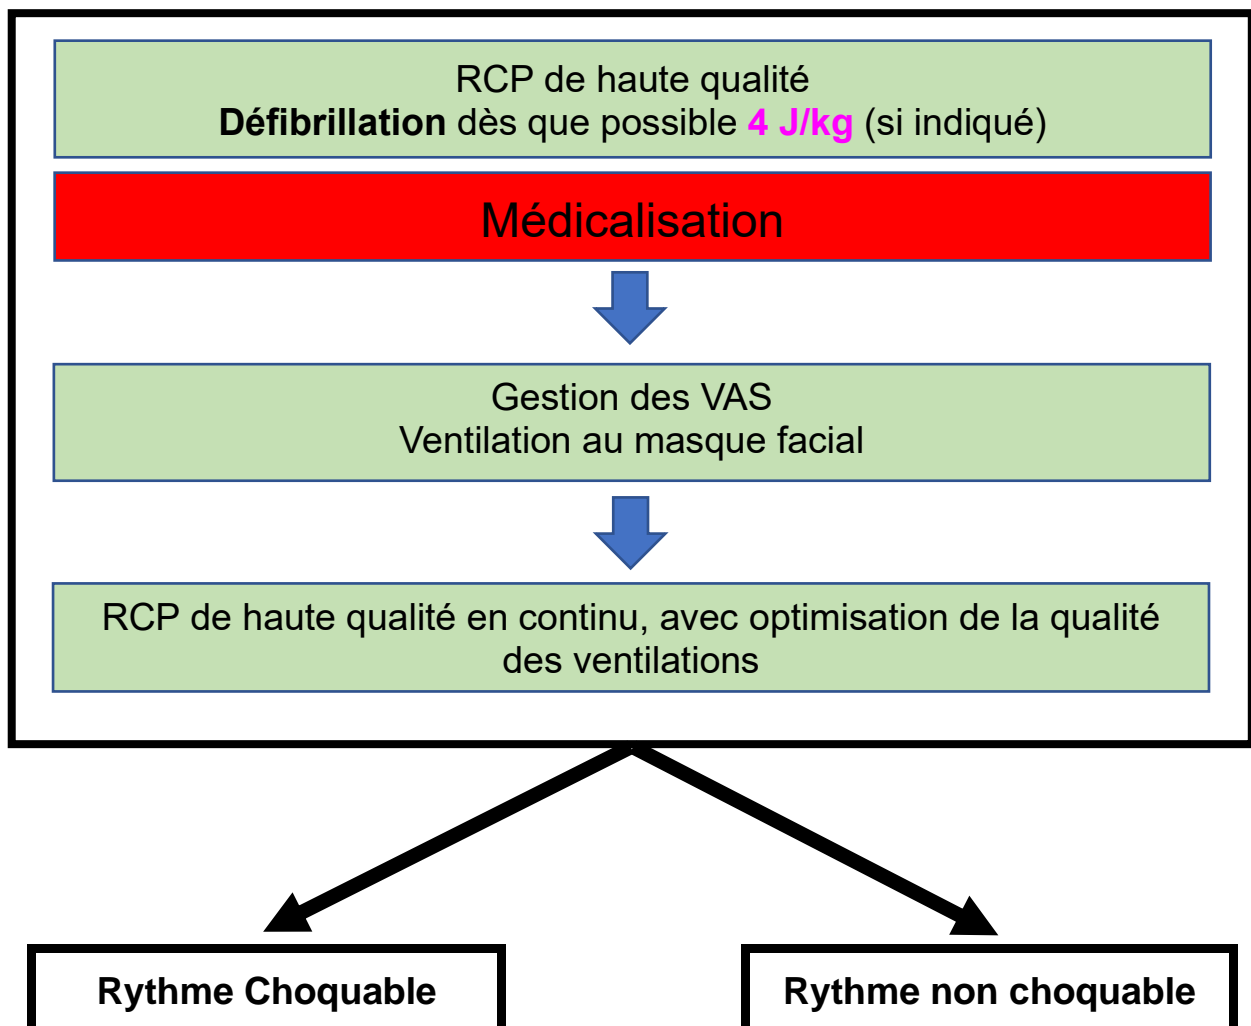 RCP de haute qualité
Défibrillation dès que possible 4 J/kg (si indiqué)
Médicalisation
Gestion des VAS
Ventilation au masque facial
RCP de haute qualité en continu, avec optimisation de la qualité
des ventilations
Rythme Choquable
Rythme non choquable